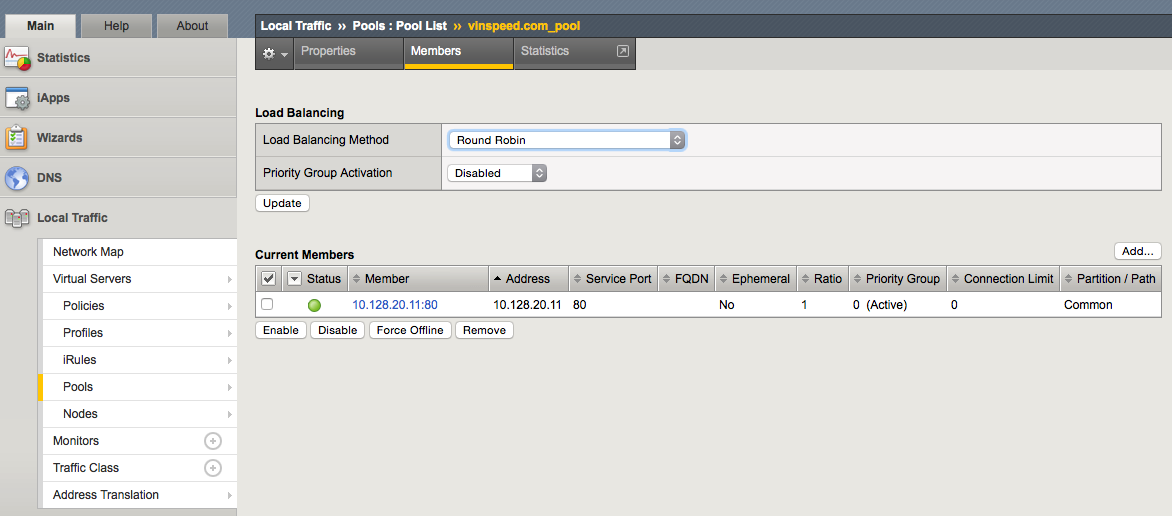 Main Help About
Local Traffic ›› Pools : Pool List ›› vinspeed.com_pool
Properties Members Statistics
Statistics
iApps
Wizards
DNS
Local Traffic
Network Map
Virtual Servers
Policies
Profiles
iRules
Pools
Nodes
Monitors
Traffic Class
Address Translation
Load Balancing
Load Balancing Method Round Robin
Priority Group Activation Disabled
Update
Current Members Add...
Status Member Address Service Port FQDN Ephemeral Ratio Priority Group Connection Limit Partition / Path
10.128.20.11:80 10.128.20.11 80 No 1 0 (Active) 0 Common
Enable Disable Force Offline Remove